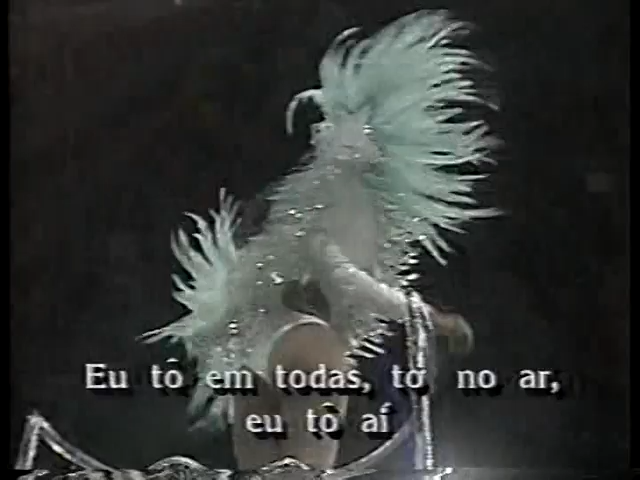 Eu tô em todas, tô no ar,
eu tô aí